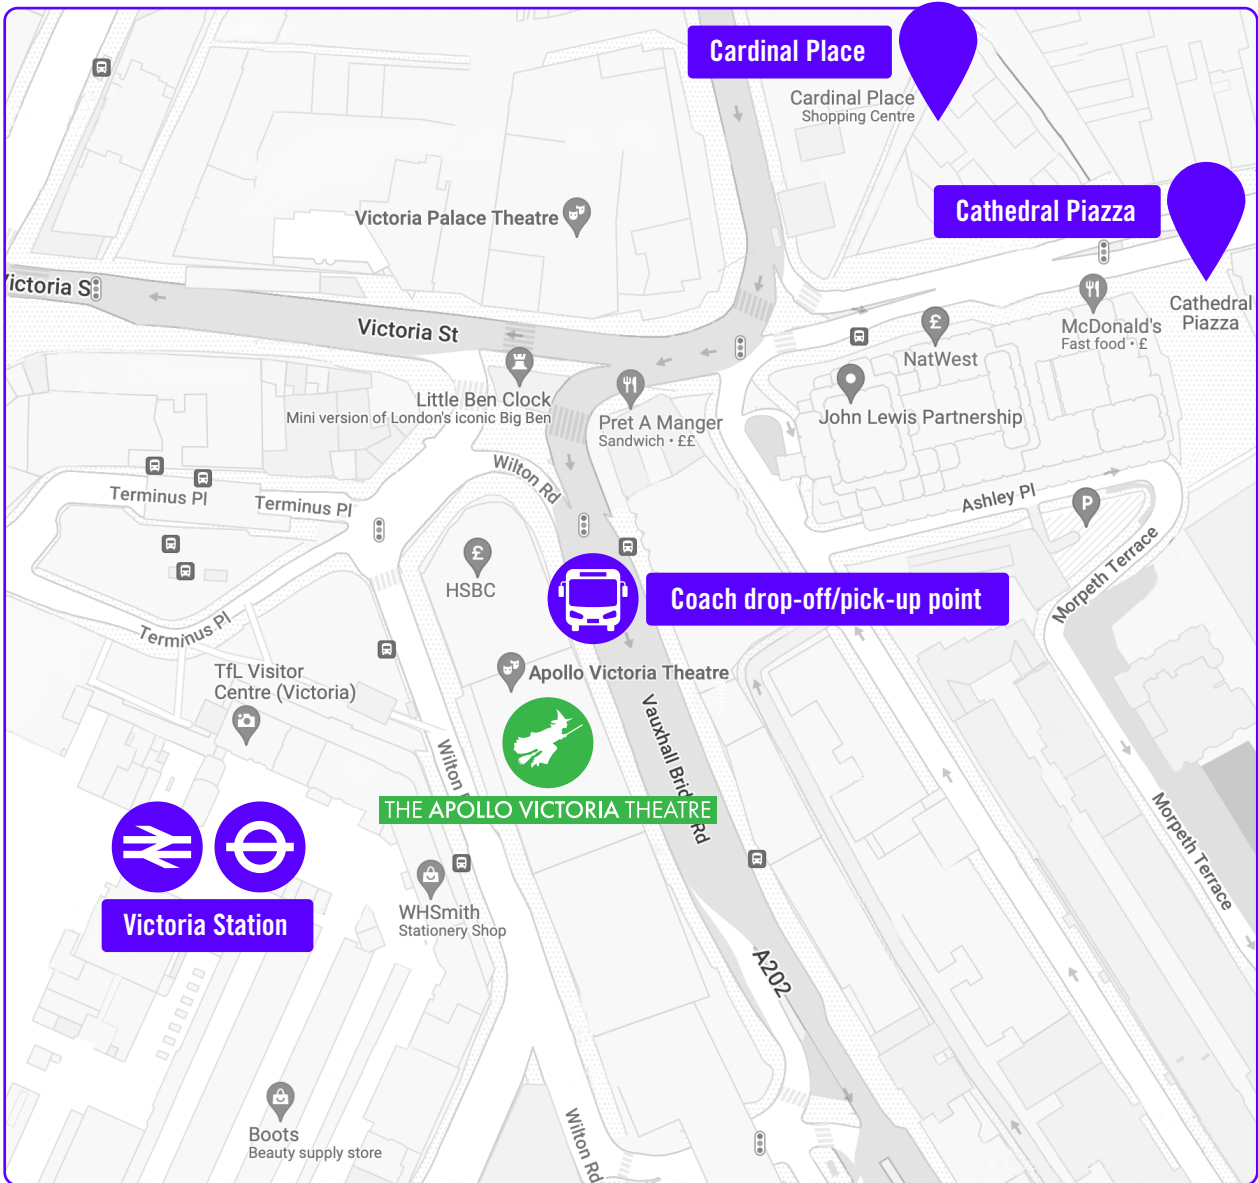 Cardinal Place
Cardinal Place
Shopping Centre
Cathedral Piazza
Victoria Palace Theatre
Victoria S
Victoria St
Cathedral
Piazza
McDonald's
Fast food • £
£
NatWest
Little Ben Clock
Mini version of London's iconic Big Ben
Pret A Manger
Sandwich • ££
John Lewis Partnership
Wilton Rd
Terminus Pl
Terminus Pl
Ashley Pl
P
Morpeth Terrace
£
HSBC
Coach drop-off/pick-up point
Terminus Pl
TfL Visitor
Centre (Victoria)
Apollo Victoria Theatre
Vauxhall Bridge Rd
Wilton R
THE APOLLO VICTORIA THEATRE
Morpeth Terrace
Victoria Station
WHSmith
Stationery Shop
A202
Boots
Beauty supply store
Wilton Rd